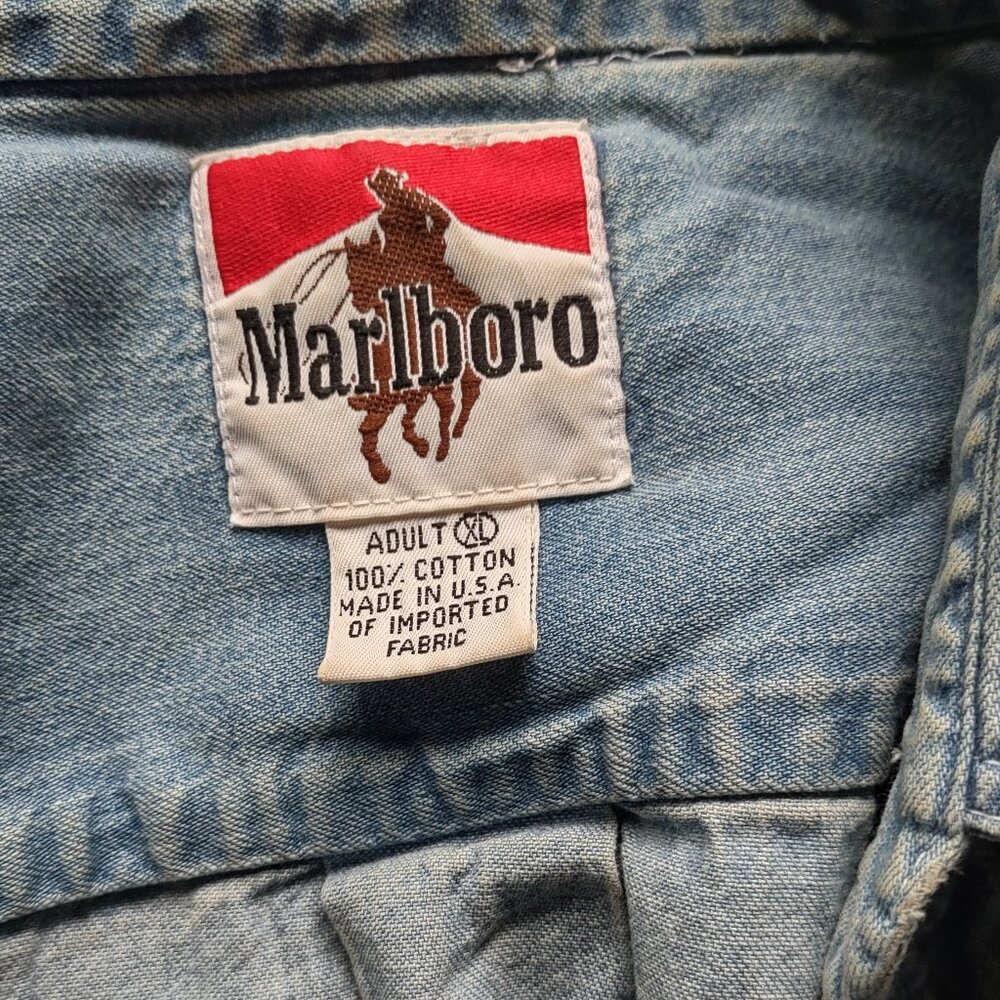 Marlboro
ADULT XL
100% COTTON
MADE IN U.S.A.
OF IMPORTED
FABRIC